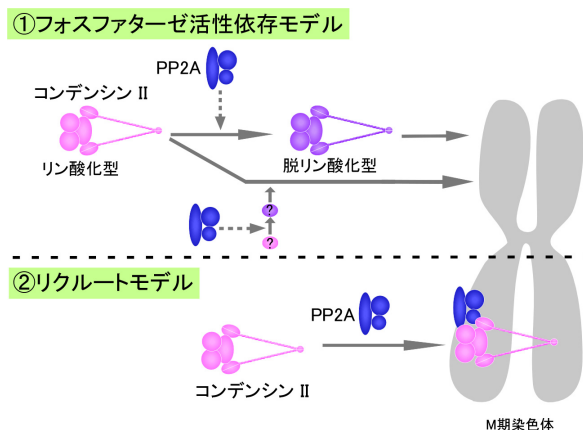 ①フォスファターゼ活性依存モデル
PP2A
コンデンシン II
リン酸化型
脱リン酸化型
?
?
②リクルートモデル
PP2A
コンデンシン II
M期染色体